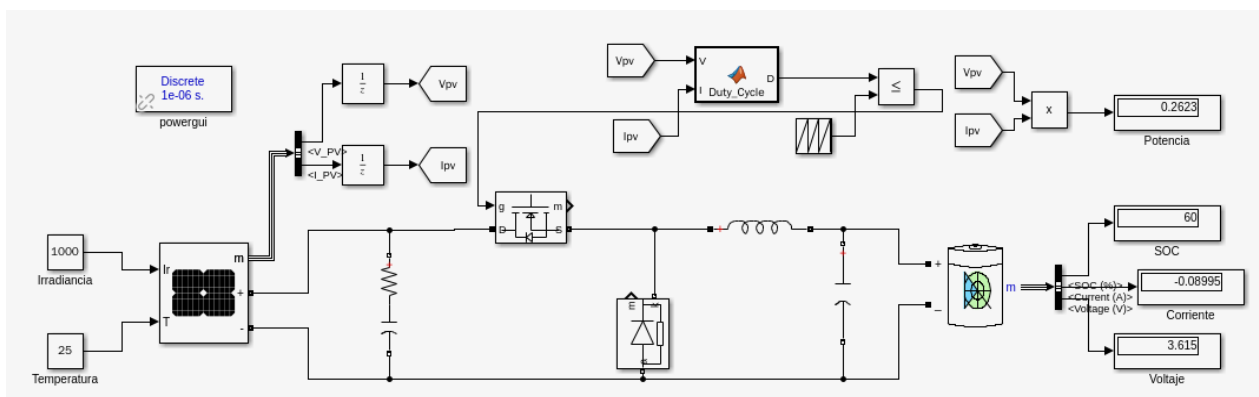 Discrete
1e-06 s.
powergui
<V_PV>
<I_PV>
1
z
1
z
Vpv
Ipv
Vpv
Ipv
V
I
D
Duty_Cycle
≤
Vpv
Ipv
x
0.2623
Potencia
1000
Irradiancia
25
Temperatura
Ir
T
m
+
-
g
m
D
S
m
k
a
+
+
+
_
m
<SOC (%)>
<Current (A)>
<Voltage (V)>
60
SOC
-0.08995
Corriente
3.615
Voltaje